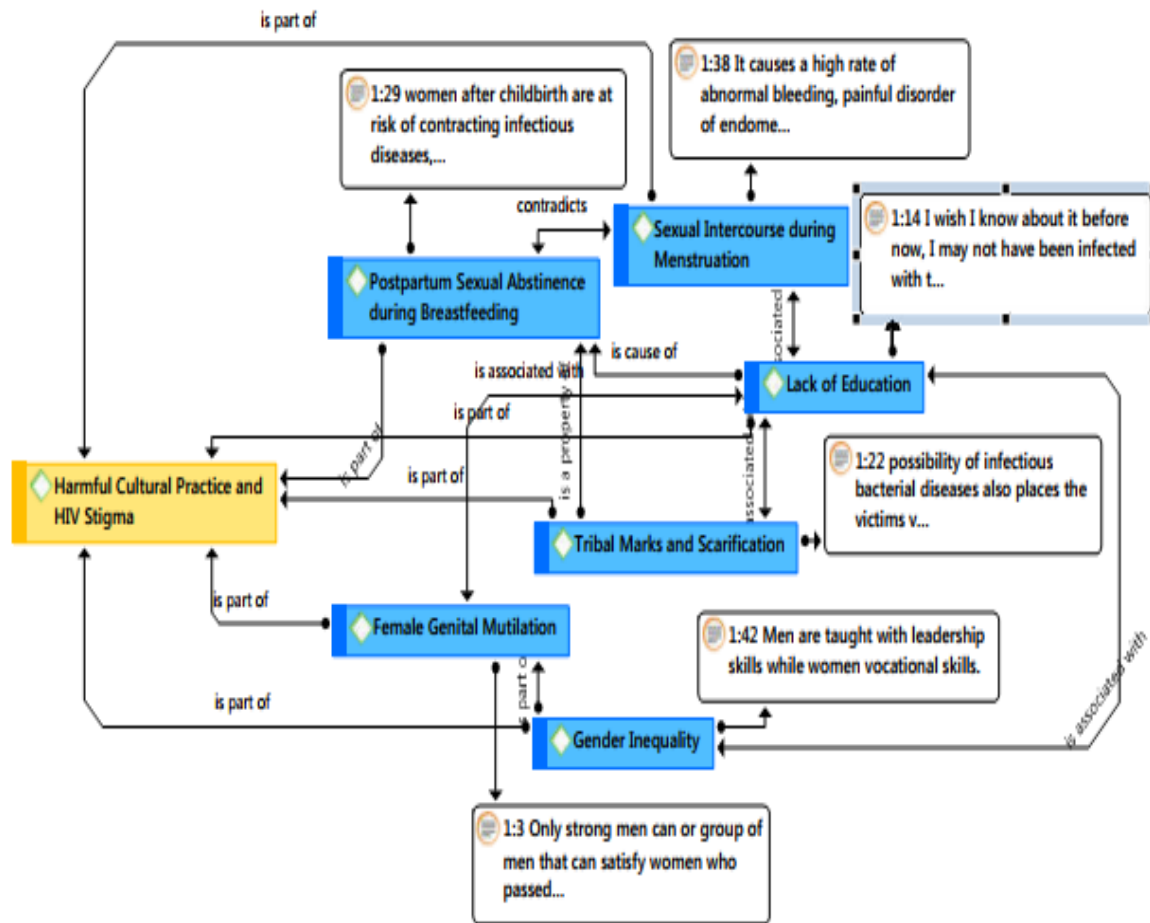 is part of
1:38 It causes a high rate of
abnormal bleeding, painful disorder
of endome...
1:29 women after childbirth are at
risk of contracting infectious
diseases,...
contradicts
Sexual Intercourse during
Menstruation
1:14 I wish I know about it before
now, I may not have been infected
with t...
Postpartum Sexual Abstinence
during Breastfeeding
sociated
is cause of
is associated with
Lack of Education
is part of
is a property of
is part of
is part of
1:22 possibility of infectious
bacterial diseases also places the
victims v...
Harmful Cultural Practice and
HIV Stigma
associated
Tribal Marks and Scarification
is part of
Female Genital Mutilation
1:42 Men are taught with leadership
skills while women vocational skills.
is part o
is part of
is associated with
Gender Inequality
1:3 Only strong men can or group of
men that can satisfy women who
passed...